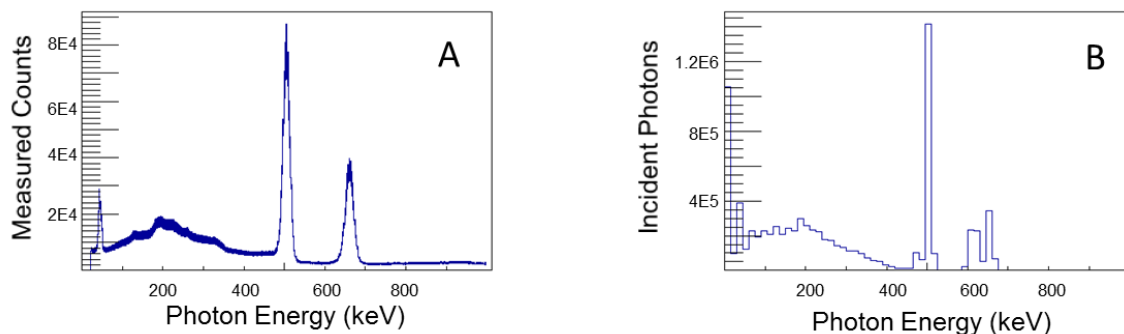 A
Measured Counts
8E4
6E4
4E4
2E4
200 400 600 800
Photon Energy (keV)
B
Incident Photons
1.2E6
8E5
4E5
200 400 600 800
Photon Energy (keV)